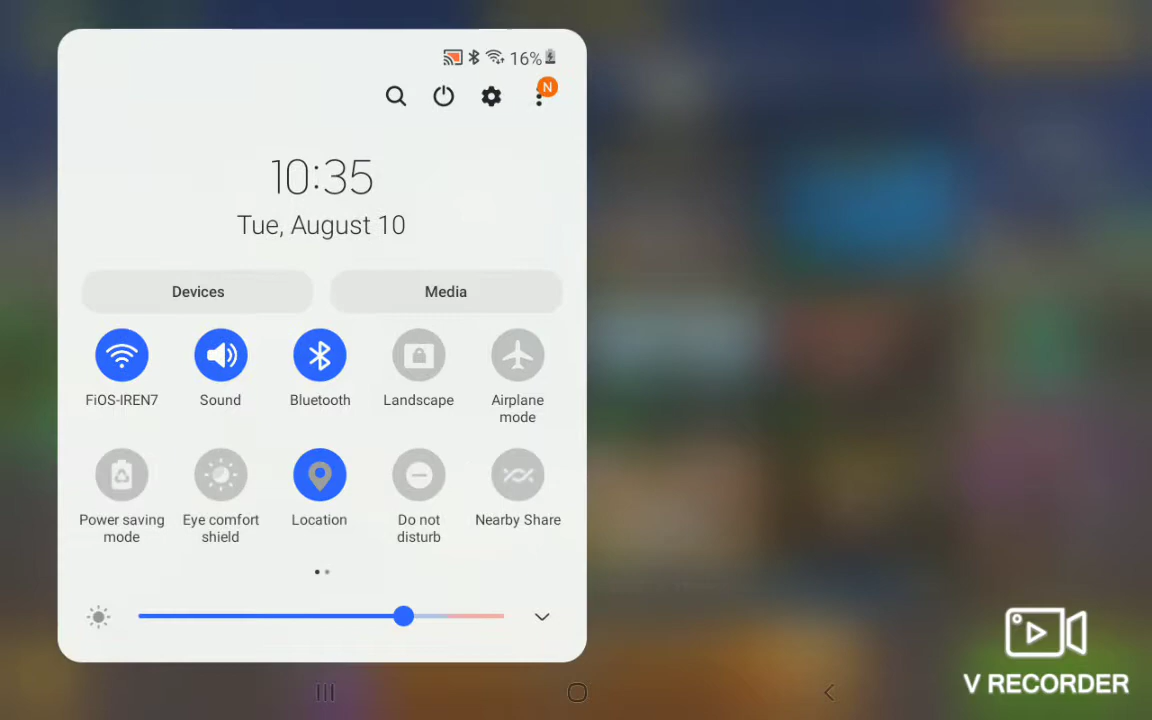 16%
N
10:35
Tue, August 10
Devices
Media
FiOS-IREN7
Sound
Bluetooth
Landscape
Airplane
mode
Power saving
mode
Eye comfort
shield
Location
Do not
disturb
Nearby Share
V RECORDER